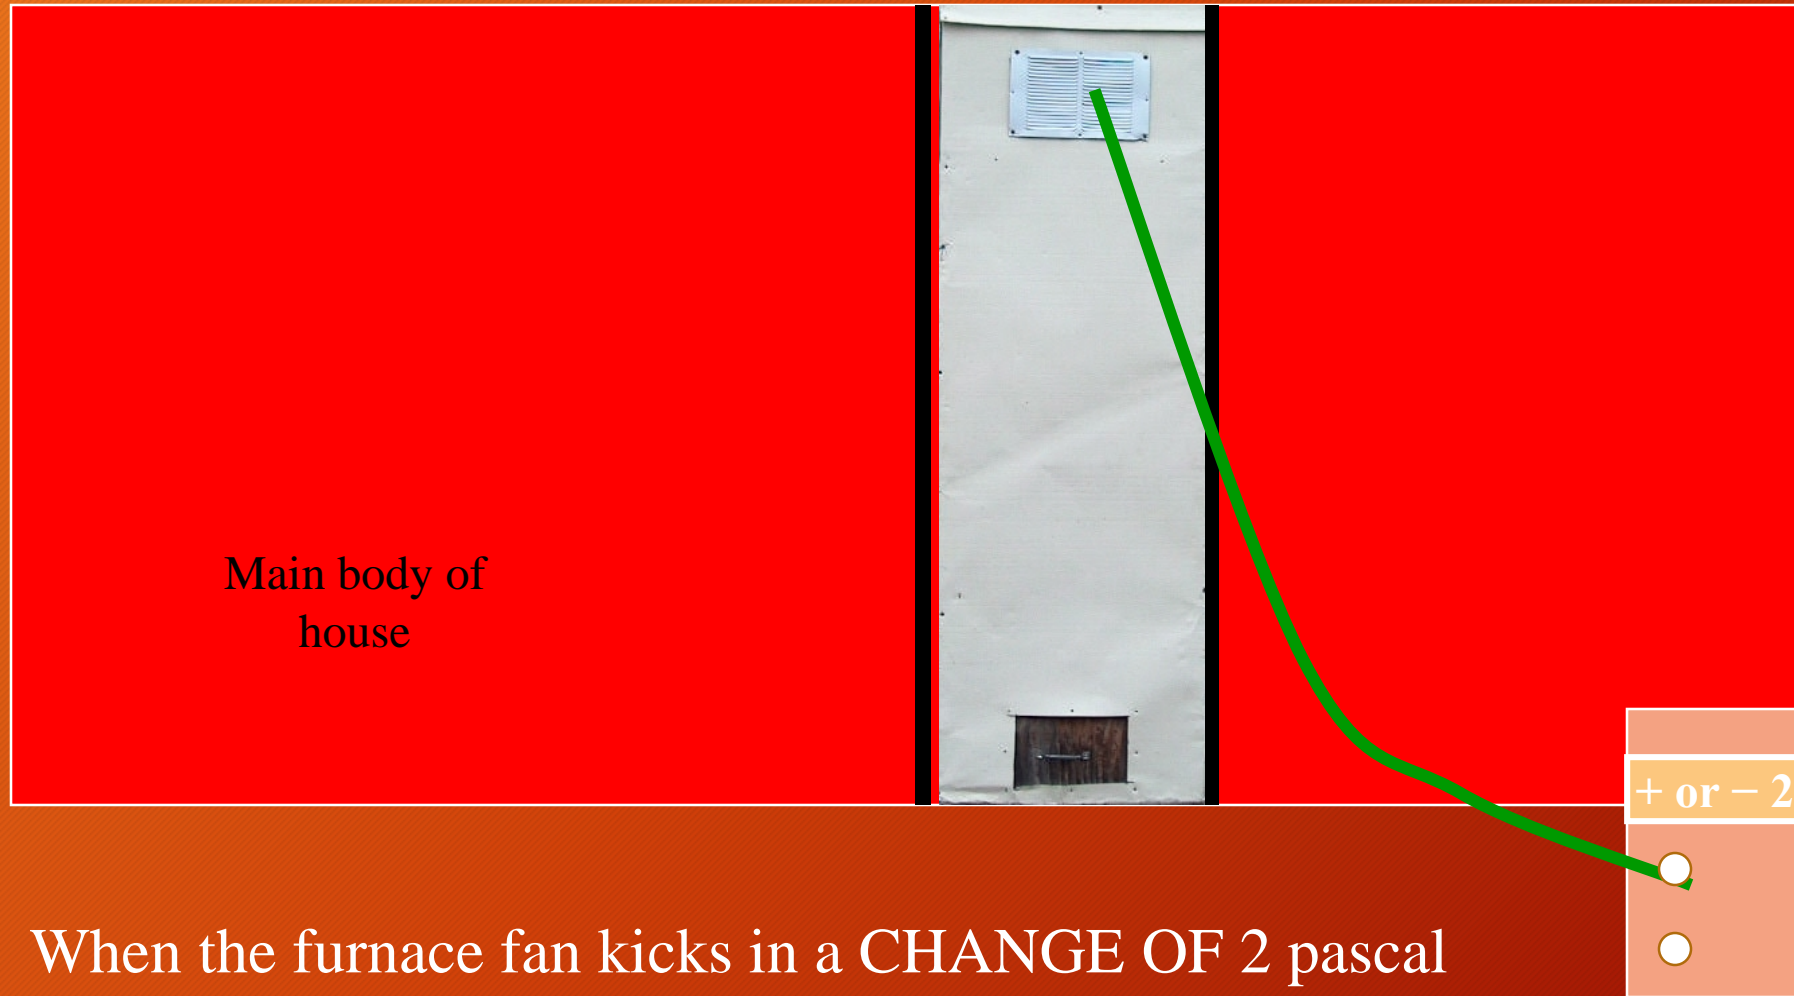 Main body of
house
+ or − 2
When the furnace fan kicks in a CHANGE OF 2 pascal